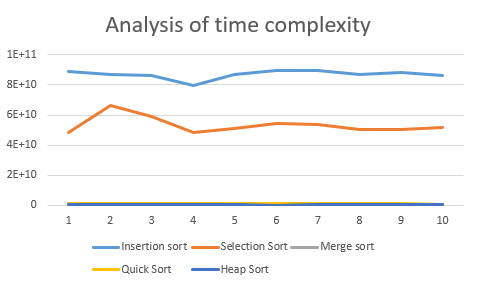 Analysis of time complexity
1E+11
8E+10
6E+10
4E+10
2E+10
0
1 2 3 4 5 6 7 8 9 10
Insertion sort Selection Sort Merge sort
Quick Sort Heap Sort